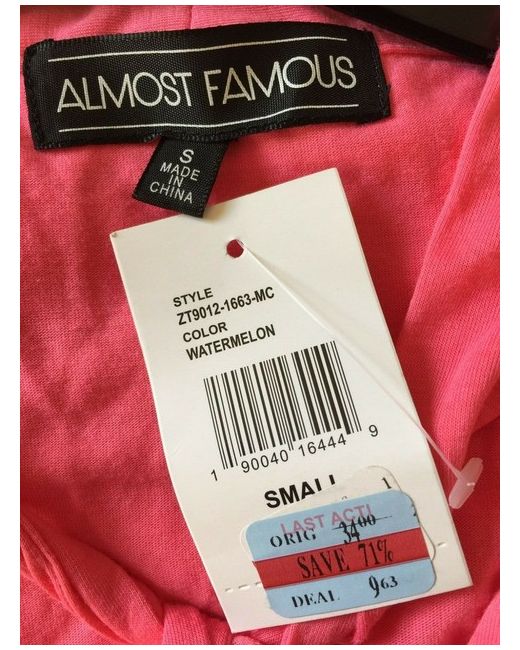 ALMOST FAMOUS
S
MADE
IN
CHINA
STYLE
ZT9012-1663-MC
COLOR
WATERMELON
1 90040 16444 9
SMALL
1
LAST ACT!
ORIG 34.00
SAVE 71%
DEAL 9.63